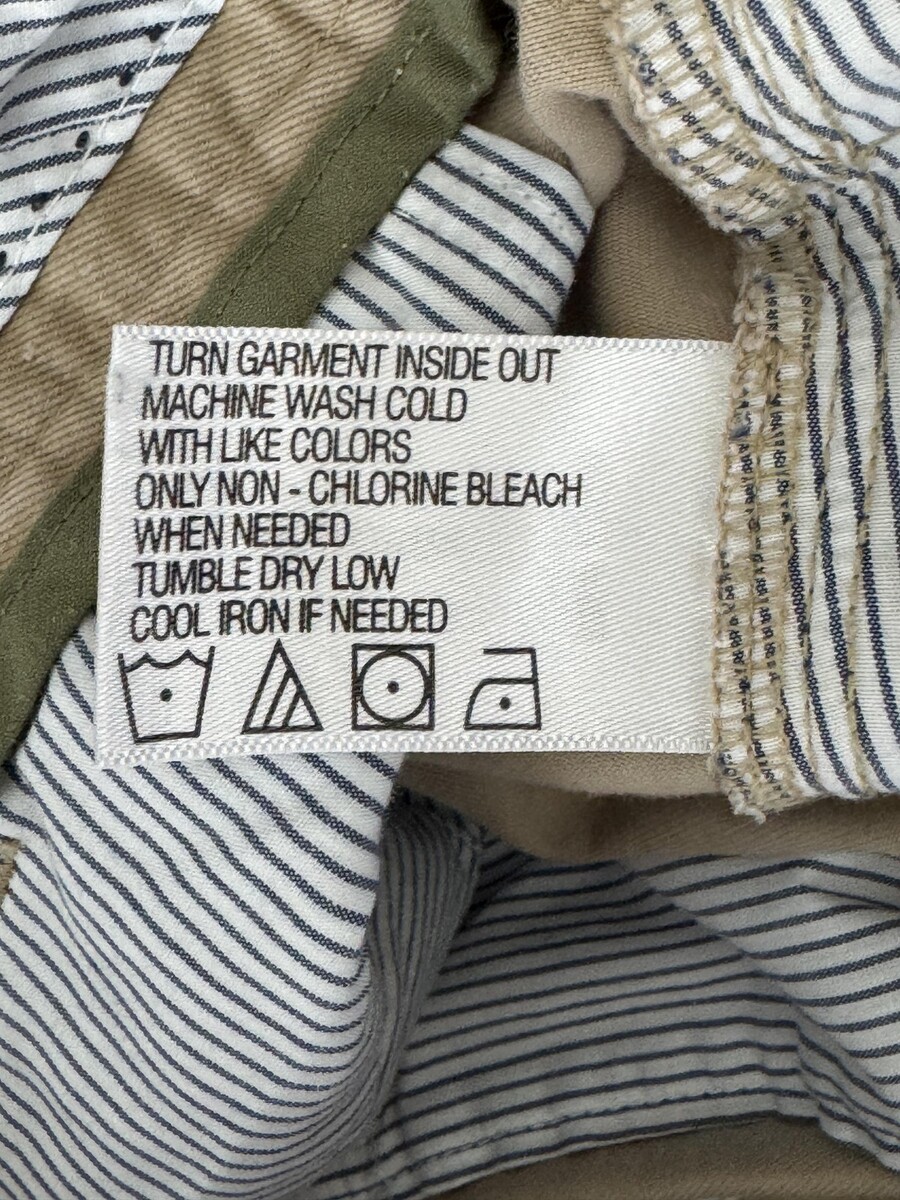 TURN GARMENT INSIDE OUT
MACHINE WASH COLD
WITH LIKE COLORS
ONLY NON - CHLORINE BLEACH
WHEN NEEDED
TUMBLE DRY LOW
COOL IRON IF NEEDED